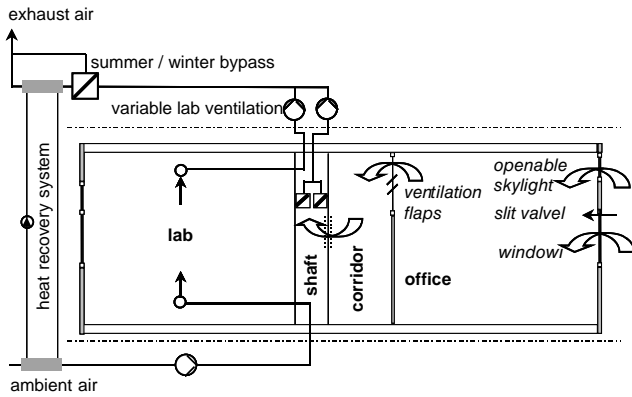 exhaust air
summer / winter bypass
variable lab ventilation
openable
skylight
ventilation
flaps
slit valvel
windowı
lab
office
heat recovery system
shaft
corridor
ambient air